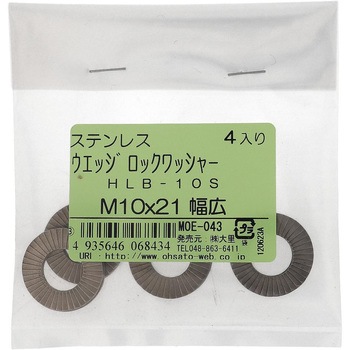 ステンレス 4入り
ウエッジロックワッシャー
HLB-10S
M10x21 幅広
MOE-043
発売元 ㈱大里
TEL048-863-6411
4 935646 068434
URL:http://www.ohsato-web.co.jp
120623A